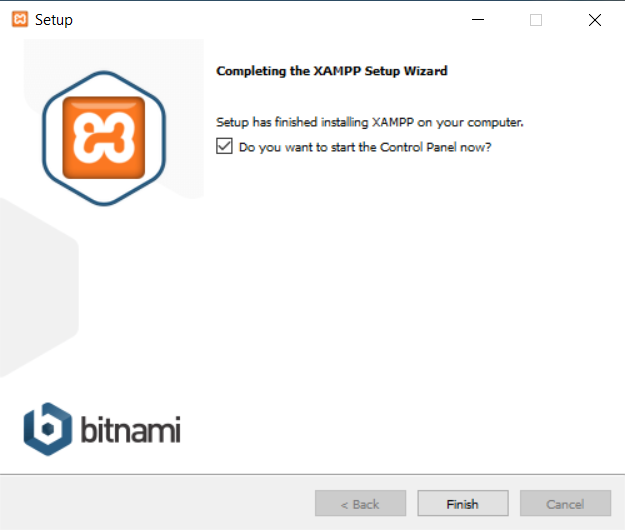 Setup
Completing the XAMPP Setup Wizard
Setup has finished installing XAMPP on your computer.
Do you want to start the Control Panel now?
bitnami
< Back
Finish
Cancel